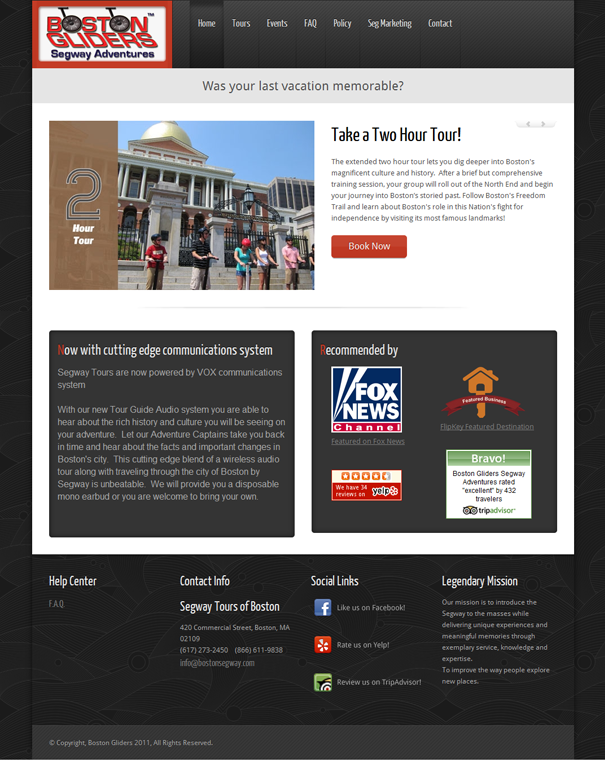 BOSTON™
GLIDERS
Segway Adventures
Home Tours Events FAQ Policy Seg Marketing Contact
Was your last vacation memorable?
2
Hour
Tour
Take a Two Hour Tour!
The extended two hour tour lets you dig deeper into Boston's
magnificent culture and history. After a brief but comprehensive
training session, your group will roll out of the North End and begin
your journey into Boston's storied past. Follow Boston's Freedom
Trail and learn about Boston's role in this Nation's fight for
independence by visiting its most famous landmarks!
Book Now
Now with cutting edge communications system
Segway Tours are now powered by VOX communications
system
With our new Tour Guide Audio system you are able to
hear about the rich history and culture you will be seeing on
your adventure. Let our Adventure Captains take you back
in time and hear about the facts and important changes in
Boston's city. This cutting edge blend of a wireless audio
tour along with traveling through the city of Boston by
Segway is unbeatable. We will provide you a disposable
mono earbud or you are welcome to bring your own.
Recommended by
FOX
NEWS
Channel
Featured on Fox News
Featured Business
FlipKey Featured Destination
We have 34
reviews on yelp
Bravo!
Boston Gliders Segway
Adventures rated
"excellent" by 432
travelers
tripadvisor®
Help Center
F.A.Q.
Contact Info
Segway Tours of Boston
420 Commercial Street, Boston, MA
02109
(617) 273-2450 (866) 611-9838
info@bostonsegway.com
Social Links
Like us on Facebook!
Rate us on Yelp!
Review us on TripAdvisor!
Legendary Mission
Our mission is to introduce the
Segway to the masses while
delivering unique experiences and
meaningful memories through
exemplary service, knowledge and
expertise.
To improve the way people explore
new places.
© Copyright, Boston Gliders 2011, All Rights Reserved.